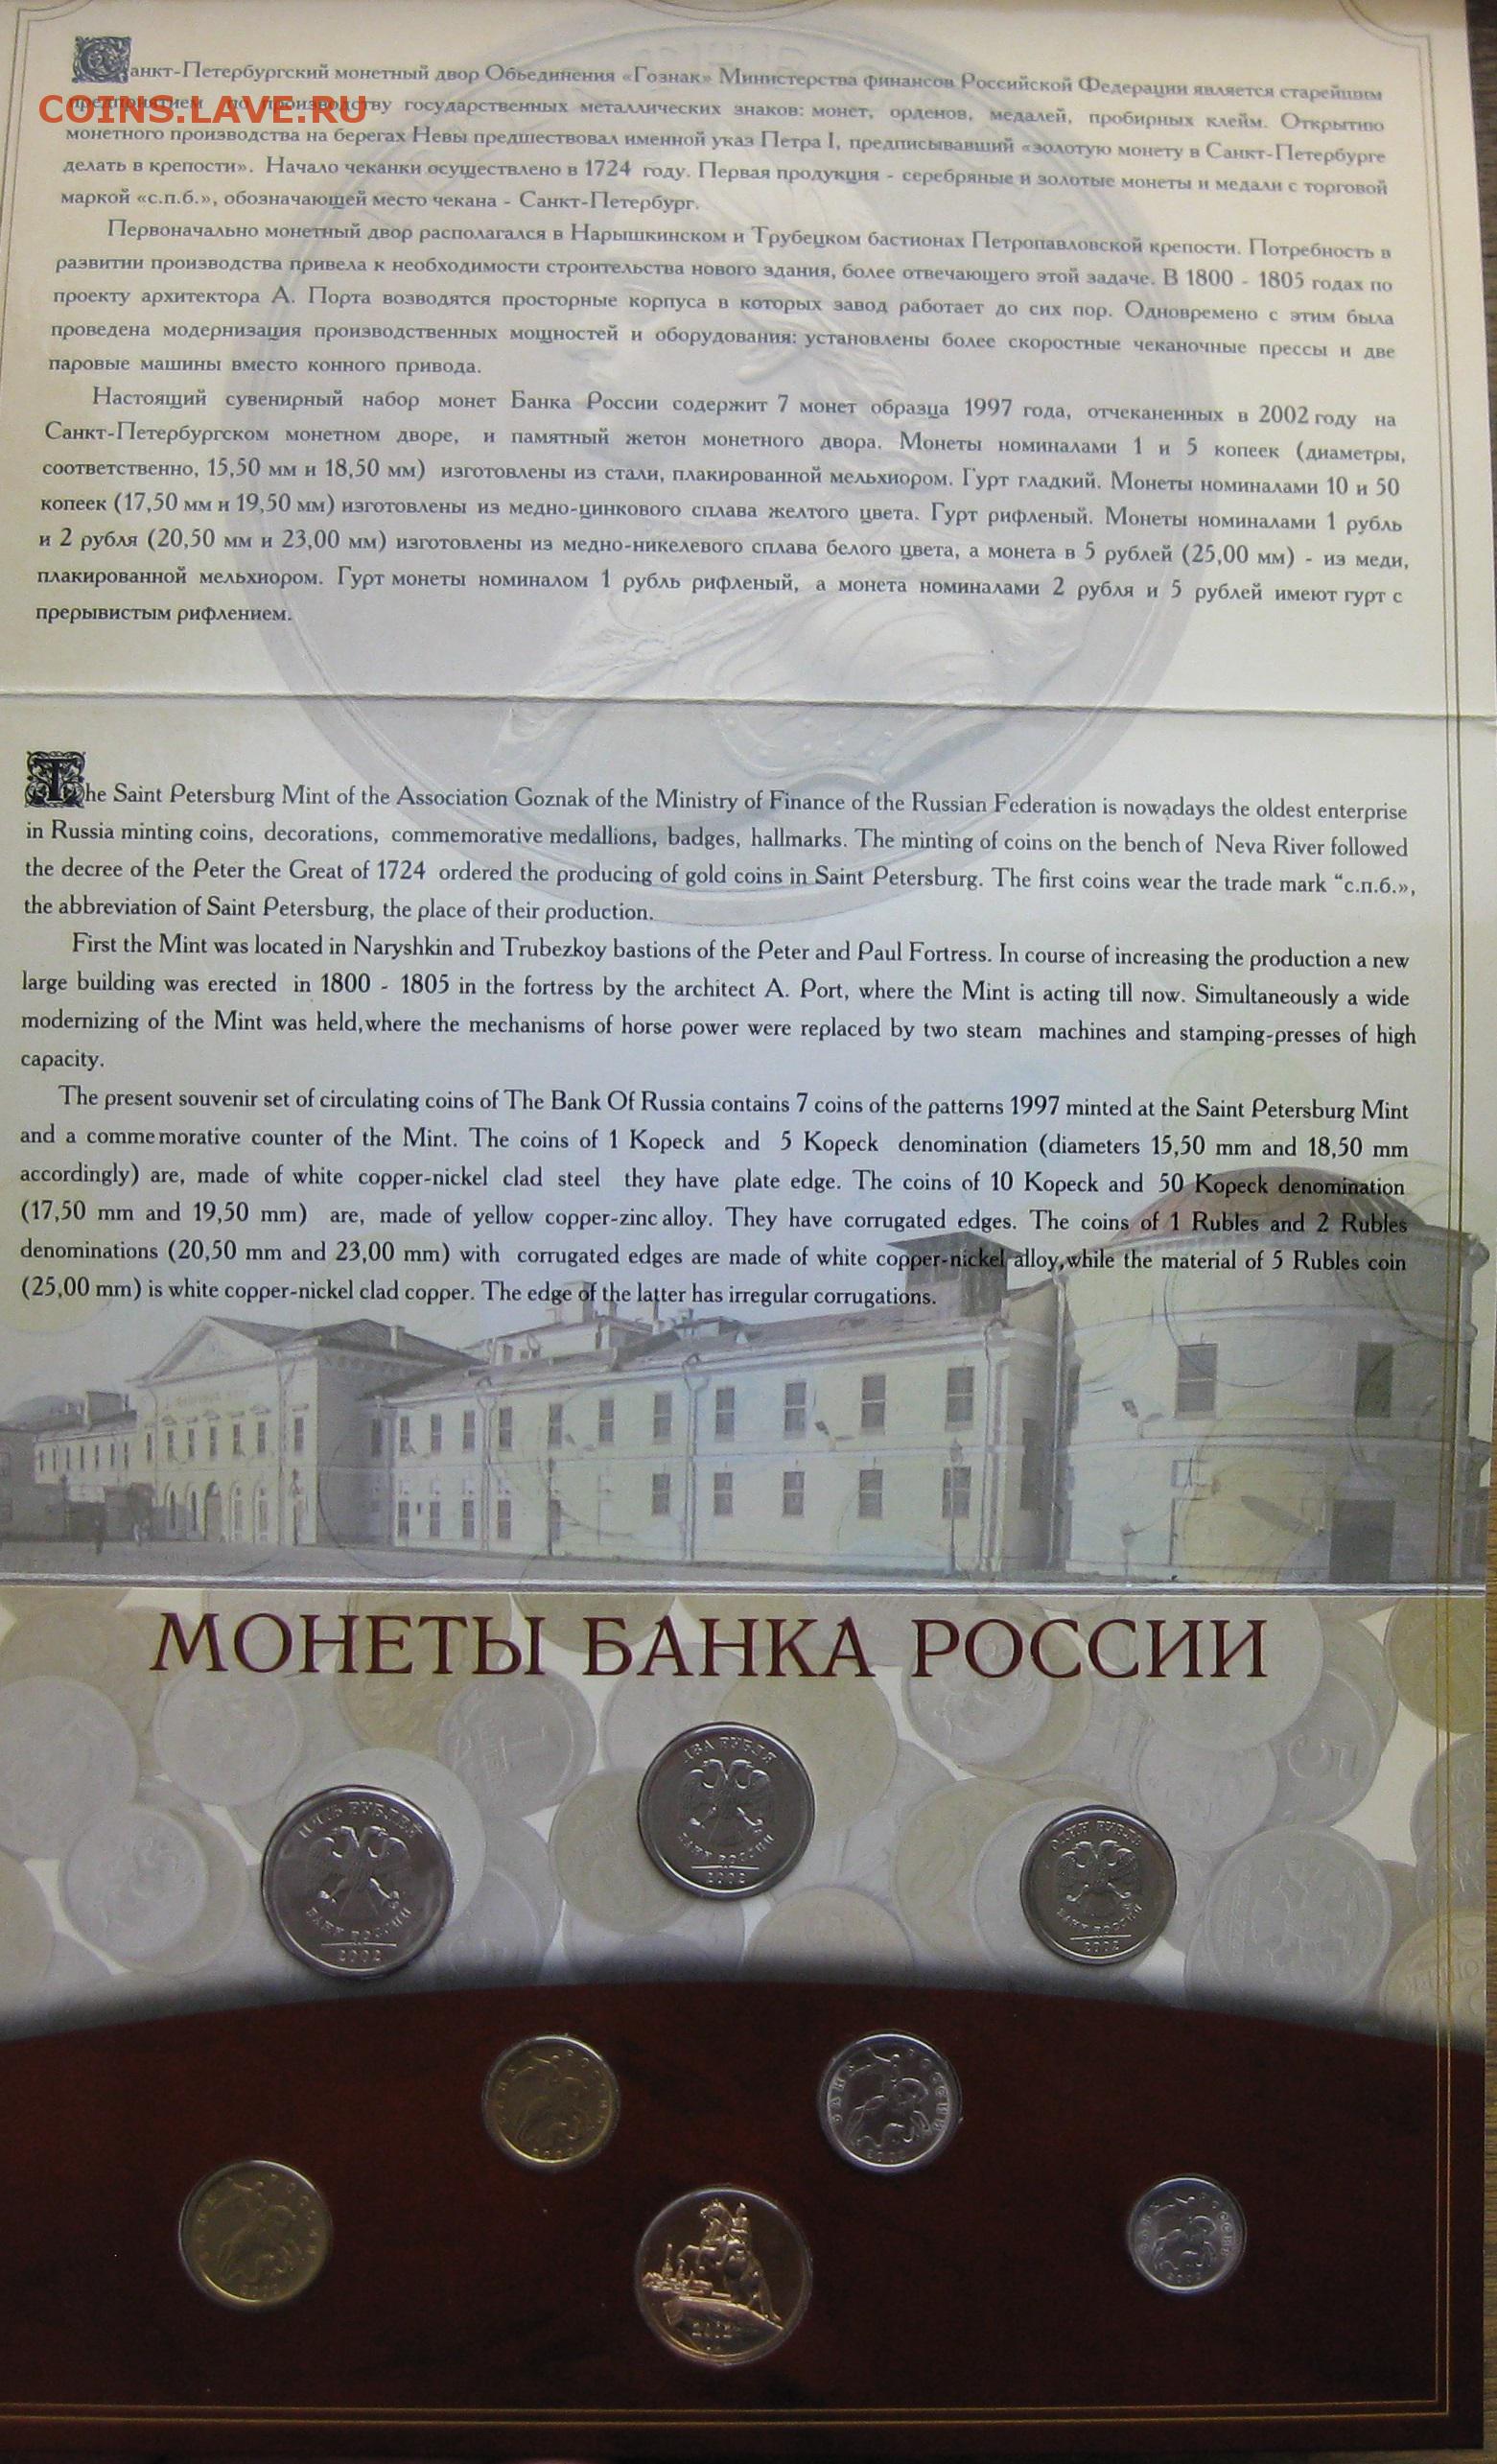 Санкт-Петербургский монетный двор Объединения «Гознак» Министерства финансов Российской Федерации является старейшим
COINS.LAVE.RU
предприятием по производству государственных металлических знаков: монет, орденов, медалей, пробирных клейм. Открытию
монетного производства на берегах Невы предшествовал именной указ Петра I, предписывавший «золотую монету в Санкт-Петербурге
делать в крепости». Начало чеканки осуществлено в 1724 году. Первая продукция - серебряные и золотые монеты и медали с торговой
маркой «с.п.б.», обозначающей место чекана - Санкт-Петербург.
Первоначально монетный двор располагался в Нарышкинском и Трубецком бастионах Петропавловской крепости. Потребность в
развитии производства привела к необходимости строительства нового здания, более отвечающего этой задаче. В 1800 - 1805 годах по
проекту архитектора А. Порта возводятся просторные корпуса в которых завод работает до сих пор. Одновремено с этим была
проведена модернизация производственных мощностей и оборудования: установлены более скоростные чеканочные прессы и две
паровые машины вместо конного привода.
Настоящий сувенирный набор монет Банка России содержит 7 монет образца 1997 года, отчеканенных в 2002 году на
Санкт-Петербургском монетном дворе, и памятный жетон монетного двора. Монеты номиналами 1 и 5 копеек (диаметры,
соответственно, 15,50 мм и 18,50 мм) изготовлены из стали, плакированной мельхиором. Гурт гладкий. Монеты номиналами 10 и 50
копеек (17,50 мм и 19,50 мм) изготовлены из медно-цинкового сплава желтого цвета. Гурт рифленый. Монеты номиналами 1 рубль
и 2 рубля (20,50 мм и 23,00 мм) изготовлены из медно-никелевого сплава белого цвета, а монета в 5 рублей (25,00 мм) - из меди,
плакированной мельхиором. Гурт монеты номиналом 1 рубль рифленый, а монета номиналами 2 рубля и 5 рублей имеют гурт с
прерывистым рифлением.
The Saint Petersburg Mint of the Association Goznak of the Ministry of Finance of the Russian Federation is nowadays the oldest enterprise
in Russia minting coins, decorations, commemorative medallions, badges, hallmarks. The minting of coins on the bench of Neva River followed
the decree of the Peter the Great of 1724 ordered the producing of gold coins in Saint Petersburg. The first coins wear the trade mark “с.п.б.»,
the abbreviation of Saint Petersburg, the place of their production.
First the Mint was located in Naryshkin and Trubezkoy bastions of the Peter and Paul Fortress. In course of increasing the production a new
large building was erected in 1800 - 1805 in the fortress by the architect A. Port, where the Mint is acting till now. Simultaneously a wide
modernizing of the Mint was held,where the mechanisms of horse power were replaced by two steam machines and stamping-presses of high
capacity.
The present souvenir set of circulating coins of The Bank Of Russia contains 7 coins of the patterns 1997 minted at the Saint Petersburg Mint
and a commemorative counter of the Mint. The coins of 1 Kopeck and 5 Kopeck denomination (diameters 15,50 mm and 18,50 mm
accordingly) are, made of white copper-nickel clad steel they have plate edge. The coins of 10 Kopeck and 50 Kopeck denomination
(17,50 mm and 19,50 mm) are, made of yellow copper-zinc alloy. They have corrugated edges. The coins of 1 Rubles and 2 Rubles
denominations (20,50 mm and 23,00 mm) with corrugated edges are made of white copper-nickel alloy,while the material of 5 Rubles coin
(25,00 mm) is white copper-nickel clad copper. The edge of the latter has irregular corrugations.
МОНЕТЫ БАНКА РОССИИ
ДВА РУБЛЯ
БАНК РОССИИ
2002
ПЯТЬ РУБЛЕЙ
БАНК РОССИИ
2002
ОДИН РУБЛЬ
БАНК РОССИИ
2002
БАНК РОССИИ
БАНК РОССИИ
БАНК РОССИИ
БАНК РОССИИ
2002